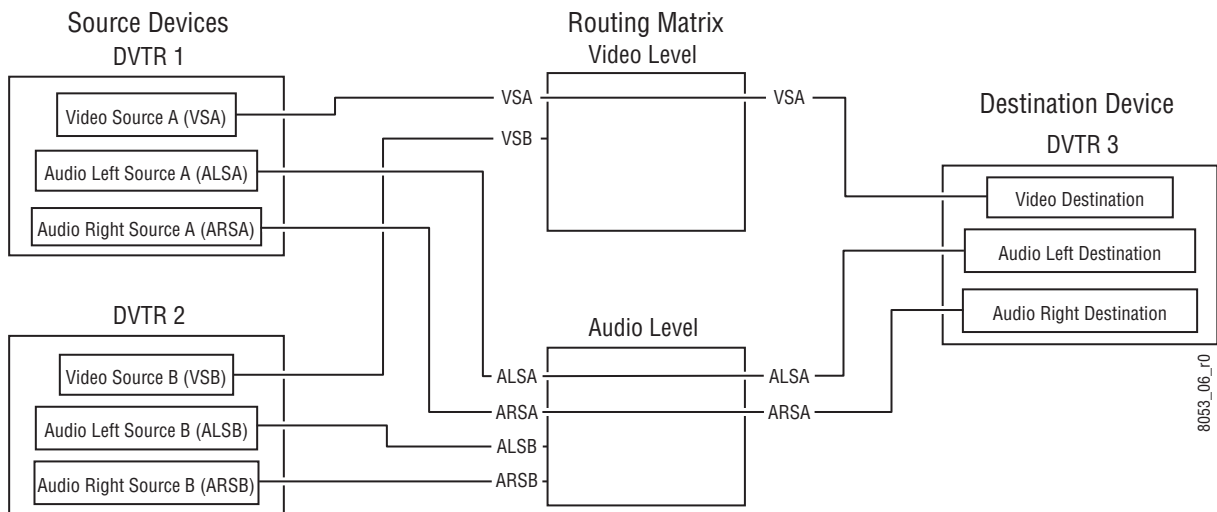 Source Devices
DVTR 1
Video Source A (VSA)
Audio Left Source A (ALSA)
Audio Right Source A (ARSA)
DVTR 2
Video Source B (VSB)
Audio Left Source B (ALSB)
Audio Right Source B (ARSB)
Routing Matrix
Video Level
VSA
VSA
VSB
Audio Level
ALSA
ALSA
ARSA
ARSA
ALSB
ARSB
Destination Device
DVTR 3
Video Destination
Audio Left Destination
Audio Right Destination
8053_06_r0